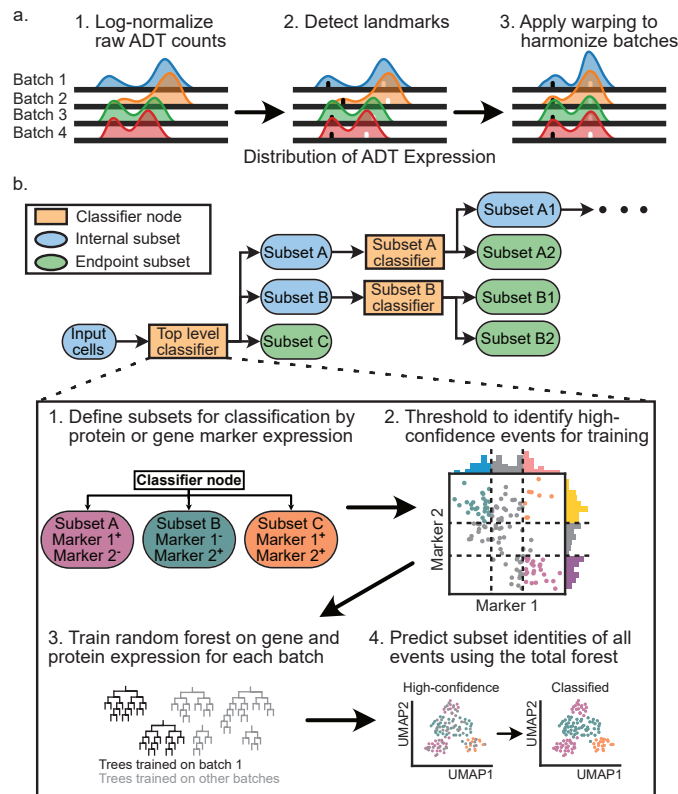 a.
1. Log-normalize
raw ADT counts
2. Detect landmarks
3. Apply warping to
harmonize batches
Batch 1
Batch 2
Batch 3
Batch 4
Distribution of ADT Expression
b.
Classifier node
Internal subset
Endpoint subset
Input
cells
Top level
classifier
Subset A
Subset B
Subset C
Subset A
classifier
Subset B
classifier
Subset A1
Subset A2
Subset B1
Subset B2
1. Define subsets for classification by
protein or gene marker expression
Classifier node
Subset A
Marker 1⁺
Marker 2⁻
Subset B
Marker 1⁻
Marker 2⁺
Subset C
Marker 1⁺
Marker 2⁺
2. Threshold to identify high-
confidence events for training
Marker 2
Marker 1
3. Train random forest on gene and
protein expression for each batch
Trees trained on batch 1
Trees trained on other batches
4. Predict subset identities of all
events using the total forest
High-confidence
Classified
UMAP2
UMAP1
UMAP2
UMAP1